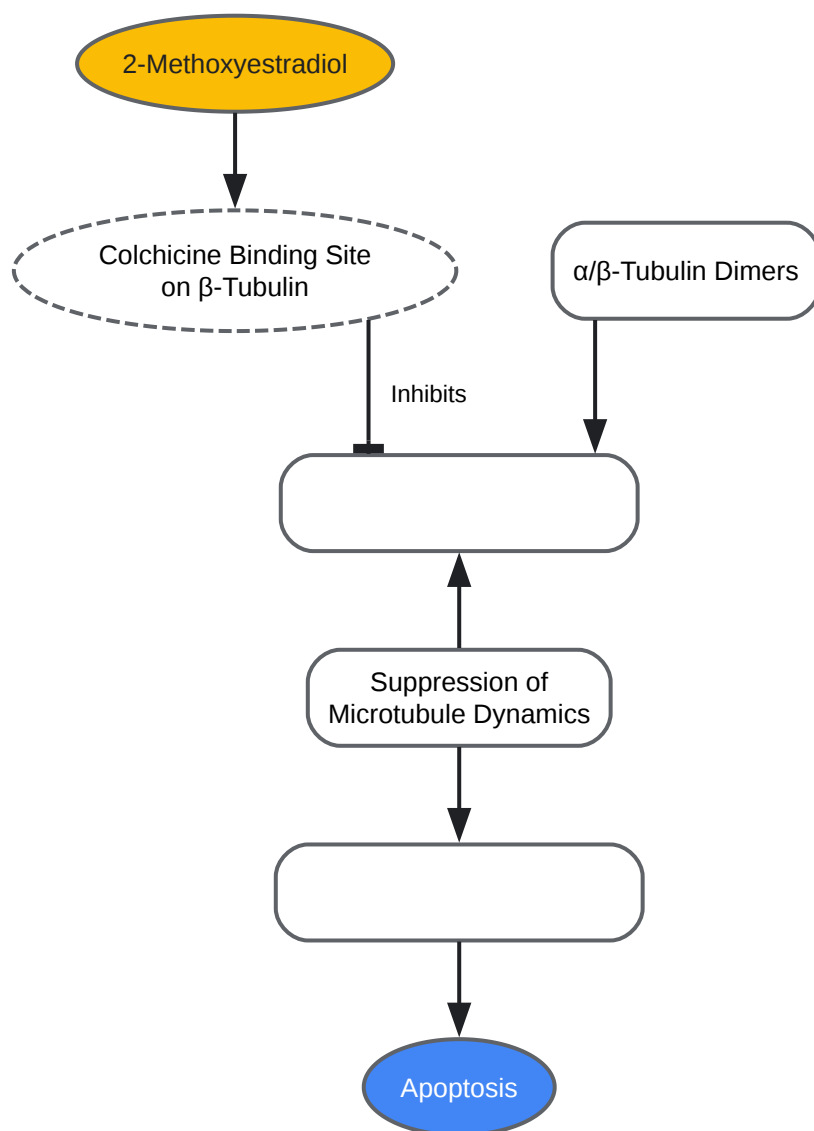 2-Methoxyestradiol
Colchicine Binding Site
on β-Tubulin
α/β-Tubulin Dimers
Inhibits
Suppression of
Microtubule Dynamics
Apoptosis